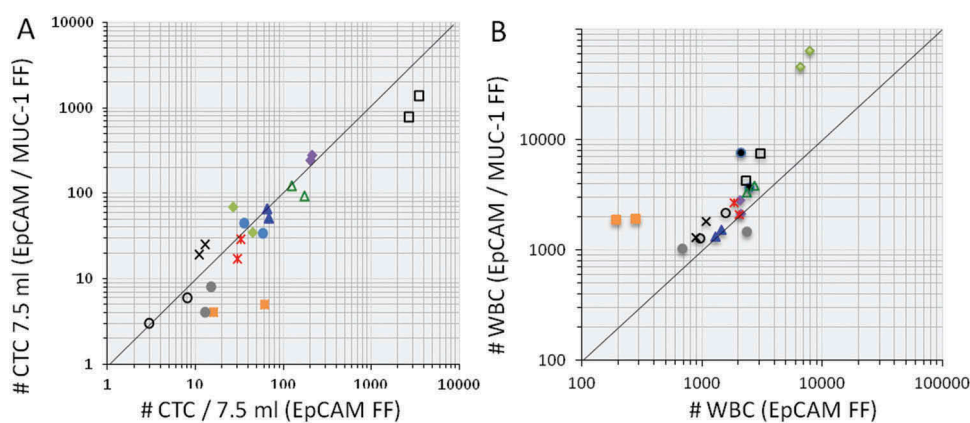 A
# CTC 7.5 ml (EpCAM / MUC-1 FF)
10000
1000
100
10
1
1 10 100 1000 10000
# CTC / 7.5 ml (EpCAM FF)
B
# WBC (EpCAM / MUC-1 FF)
10000
1000
100
100 1000 10000 100000
# WBC (EpCAM FF)